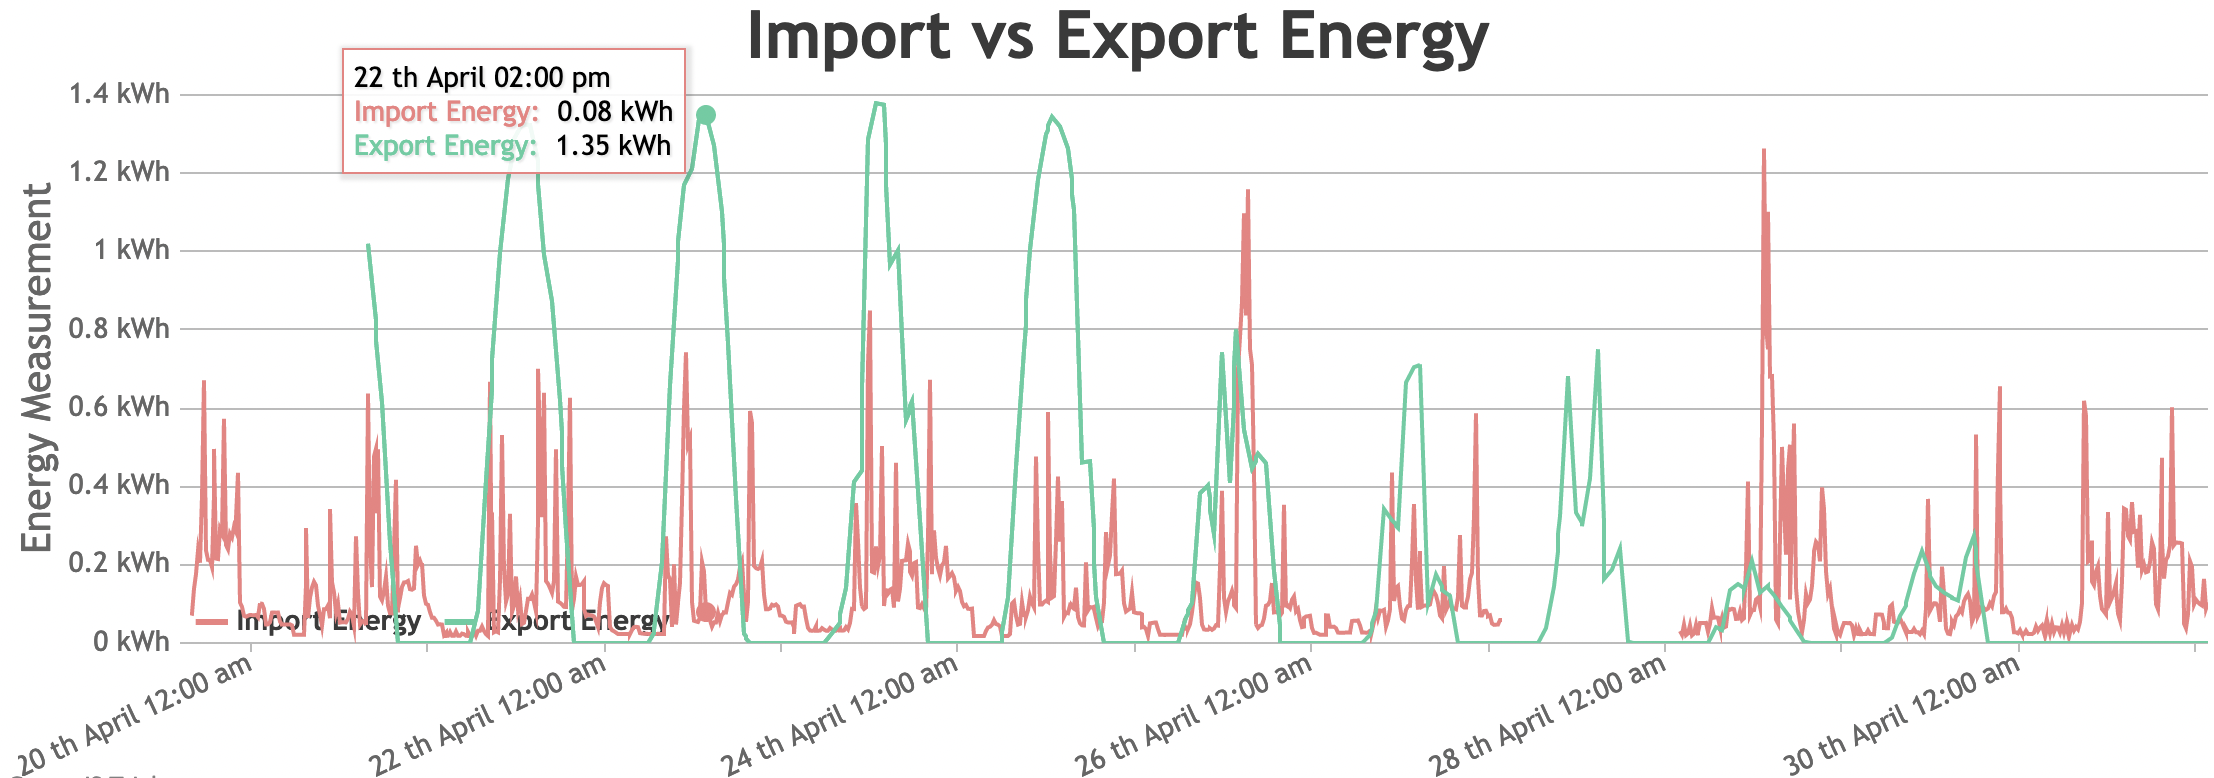 Import vs Export Energy
22 th April 02:00 pm
Import Energy: 0.08 kWh
Export Energy: 1.35 kWh
Energy Measurement
1.4 kWh
1.2 kWh
1 kWh
0.8 kWh
0.6 kWh
0.4 kWh
0.2 kWh
0 kWh
Import Energy
Export Energy
20 th April 12:00 am
22 th April 12:00 am
24 th April 12:00 am
26 th April 12:00 am
28 th April 12:00 am
30 th April 12:00 am